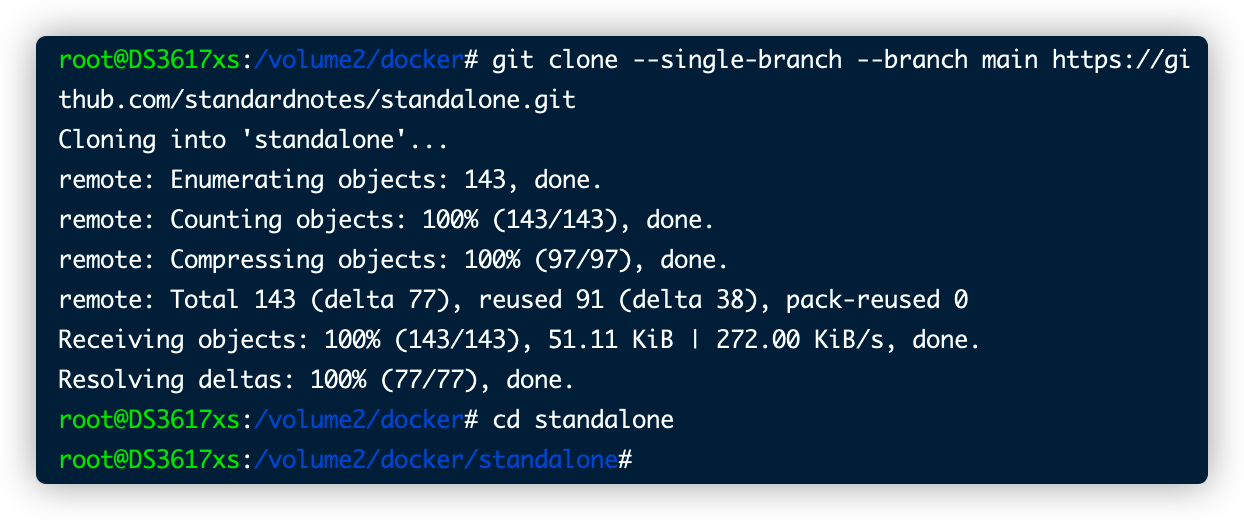 root@DS3617xs:/volume2/docker# git clone --single-branch --branch main https://gi
thub.com/standardnotes/standalone.git
Cloning into 'standalone'...
remote: Enumerating objects: 143, done.
remote: Counting objects: 100% (143/143), done.
remote: Compressing objects: 100% (97/97), done.
remote: Total 143 (delta 77), reused 91 (delta 38), pack-reused 0
Receiving objects: 100% (143/143), 51.11 KiB | 272.00 KiB/s, done.
Resolving deltas: 100% (77/77), done.
root@DS3617xs:/volume2/docker# cd standalone
root@DS3617xs:/volume2/docker/standalone#